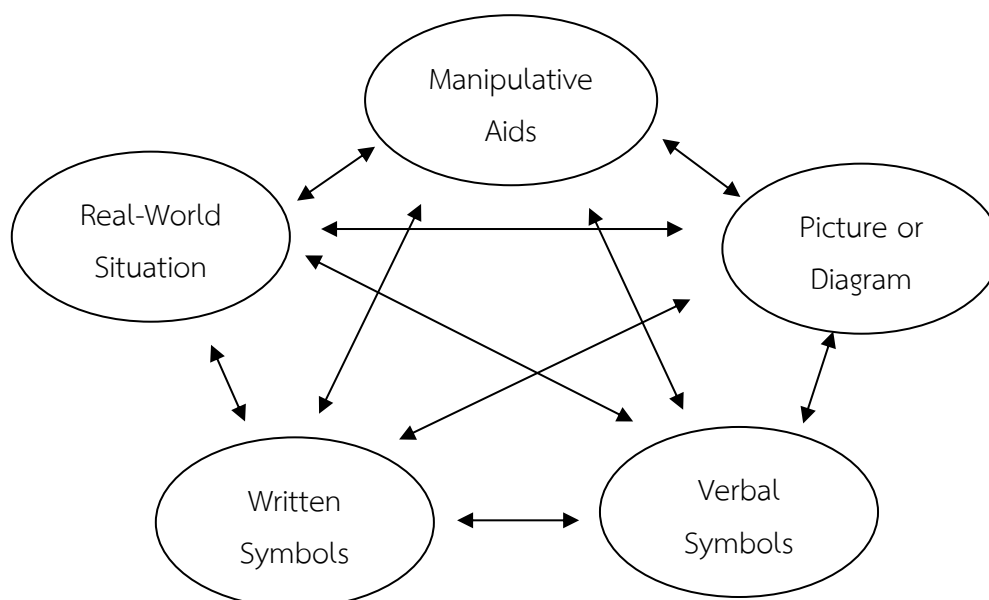 Manipulative
Aids
Real-World
Situation
Picture or
Diagram
Written
Symbols
Verbal
Symbols